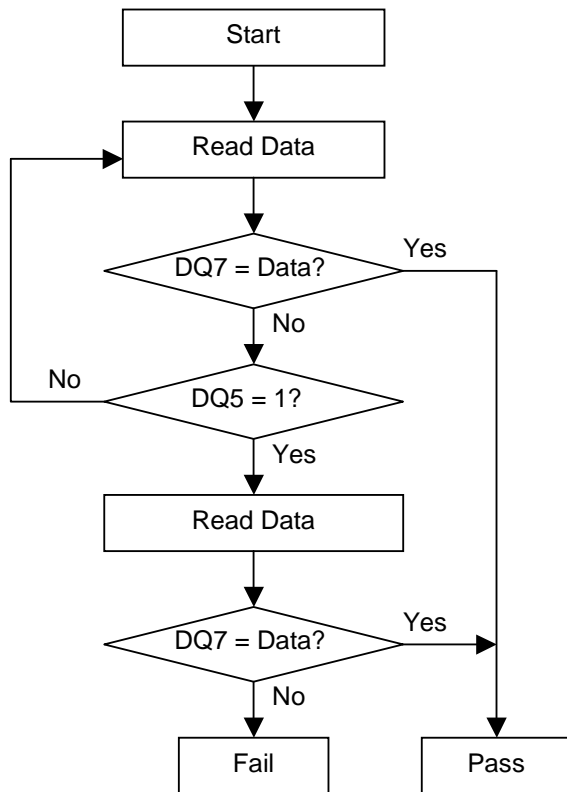 Start
Read Data
DQ7 = Data?
Yes
No
DQ5 = 1?
No
Yes
Read Data
DQ7 = Data?
Yes
No
Fail
Pass